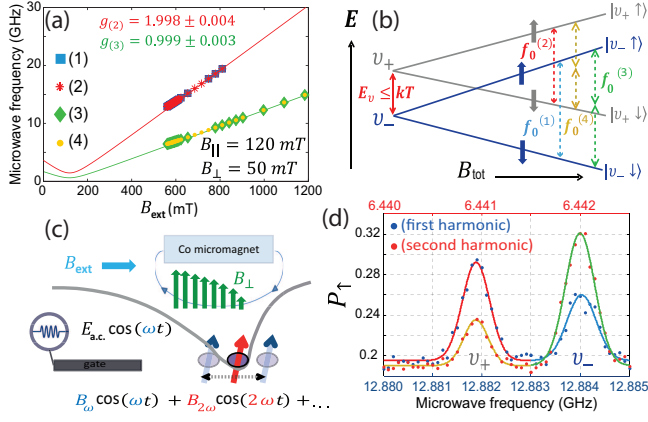 (a)
g(2) = 1.998 ± 0.004
g(3) = 0.999 ± 0.003
Microwave frequency (GHz)
30
20
10
0
(1)
(2)
(3)
(4)
B|| = 120 mT
B⊥ = 50 mT
0 200 400 600 800 1000 1200
Bext(mT)
(b)
E
|υ+ ↑⟩
|υ− ↑⟩
υ+
f0(2)
Ev ≤ kT
f0(3)
υ−
f0(1)
f0(4)
|υ+ ↓⟩
Btot
|υ− ↓⟩
(c)
Co micromagnet
Bext
B⊥
Ea.c. cos(ωt)
gate
Bω cos(ωt) + B2ω cos(2ωt) + ...
(d)
6.440 6.441 6.442
(first harmonic)
(second harmonic)
P↑
0.32
0.28
0.24
0.2
υ+ υ−
12.880 12.881 12.882 12.883 12.884 12.885
Microwave frequency (GHz)